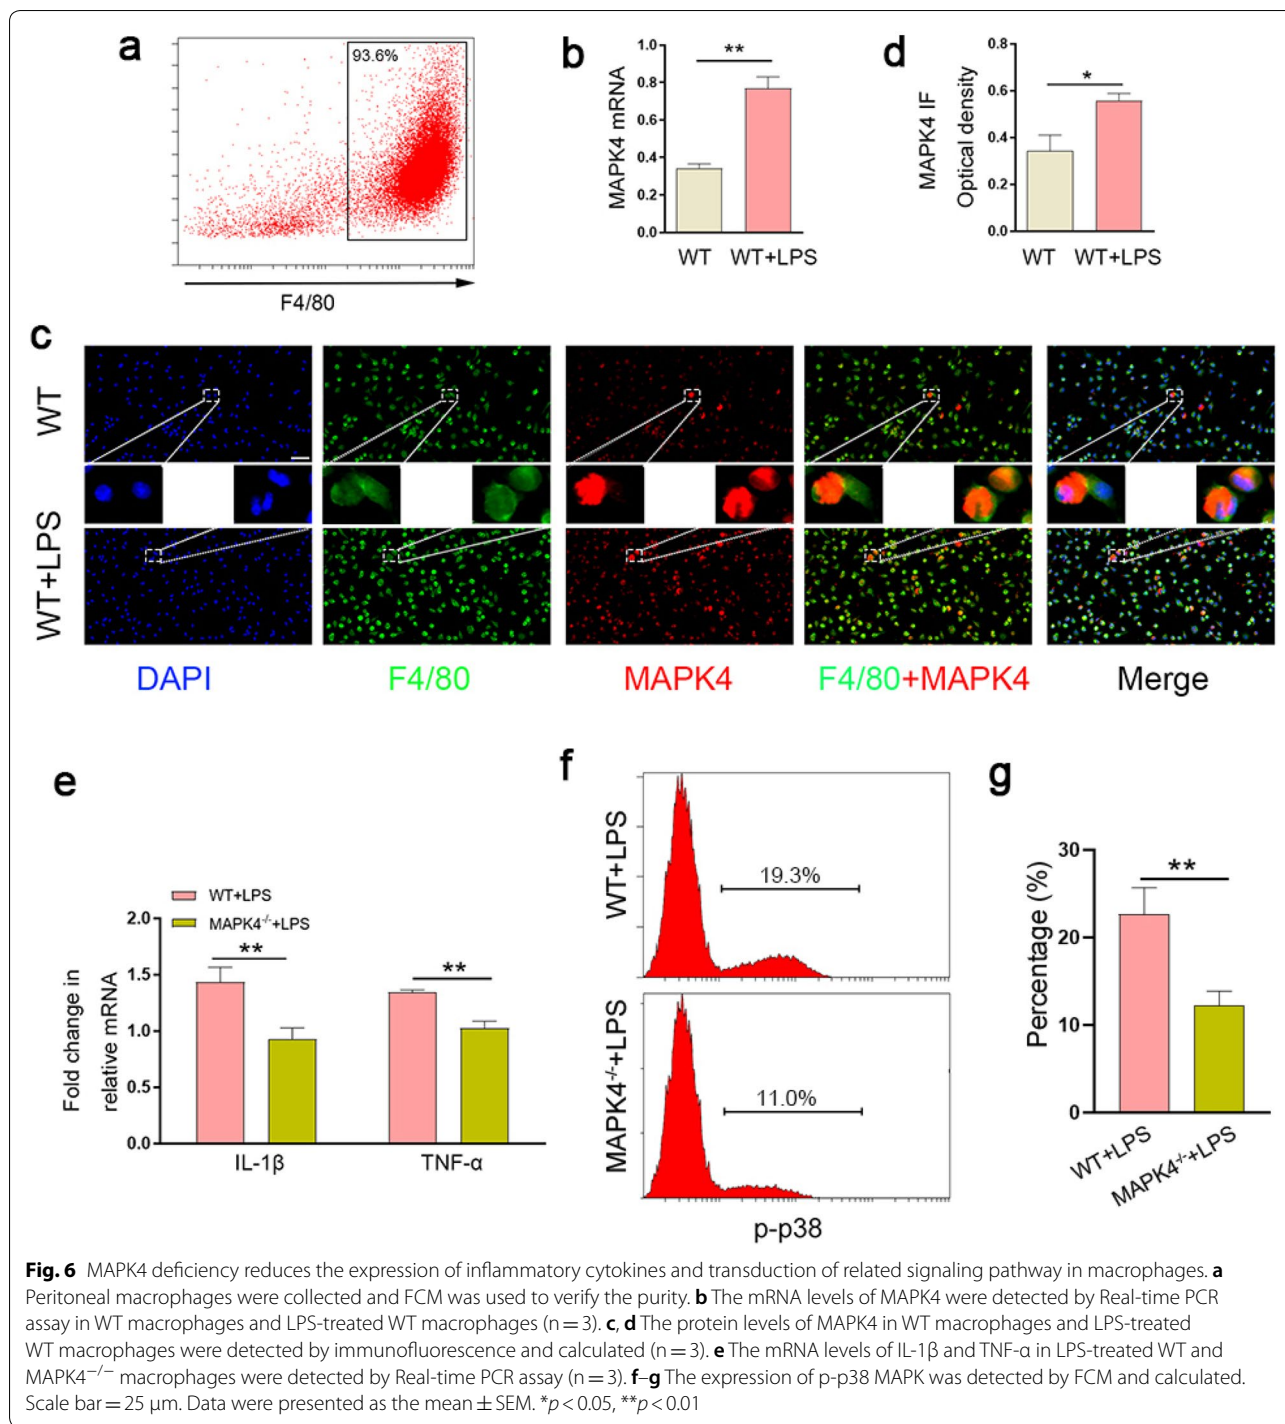 a
93.6%
F4/80
b
MAPK4 mRNA
1.0
0.8
0.6
0.4
0.2
0.0
**
WT
WT+LPS
d
MAPK4 IF
Optical density
0.8
0.6
0.4
0.2
0.0
*
WT
WT+LPS
c
WT
WT+LPS
DAPI
F4/80
MAPK4
F4/80+MAPK4
Merge
e
WT+LPS
MAPK4-/-+LPS
Fold change in
relative mRNA
2.0
1.5
1.0
0.5
0.0
**
**
IL-1β
TNF-α
f
WT+LPS
19.3%
MAPK4-/-+LPS
11.0%
p-p38
g
Percentage (%)
30
20
10
0
**
WT+LPS
MAPK4-/-+LPS
Fig. 6 MAPK4 deficiency reduces the expression of inflammatory cytokines and transduction of related signaling pathway in macrophages. a
Peritoneal macrophages were collected and FCM was used to verify the purity. b The mRNA levels of MAPK4 were detected by Real-time PCR
assay in WT macrophages and LPS-treated WT macrophages (n = 3). c, d The protein levels of MAPK4 in WT macrophages and LPS-treated
WT macrophages were detected by immunofluorescence and calculated (n = 3). e The mRNA levels of IL-1β and TNF-α in LPS-treated WT and
MAPK4−/− macrophages were detected by Real-time PCR assay (n = 3). f–g The expression of p-p38 MAPK was detected by FCM and calculated.
Scale bar = 25 μm. Data were presented as the mean ± SEM. *p < 0.05, **p < 0.01